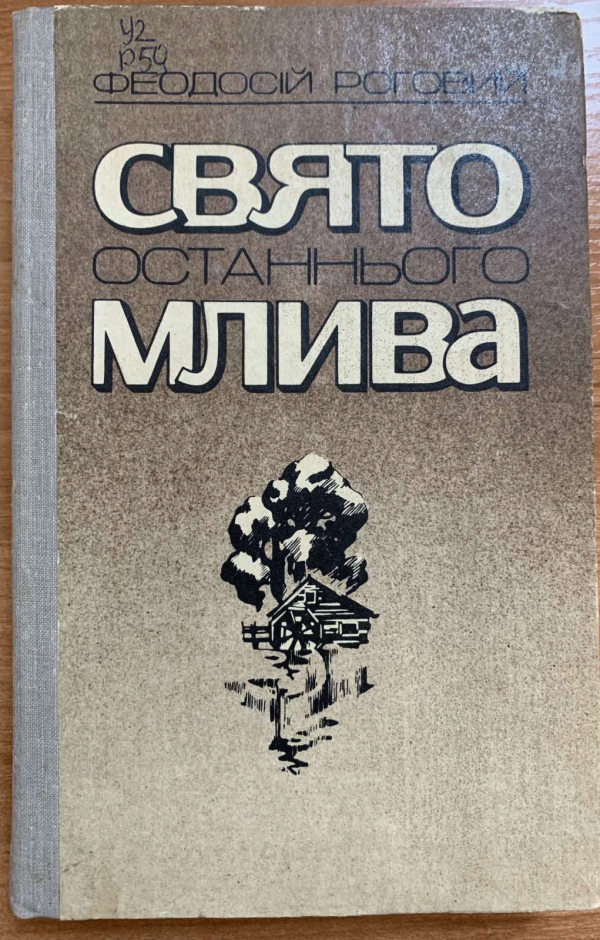 у2
р50
ФЕОДОСІЙ РОГОВИЙ
СВЯТО
ОСТАННЬОГО
МЛИВА